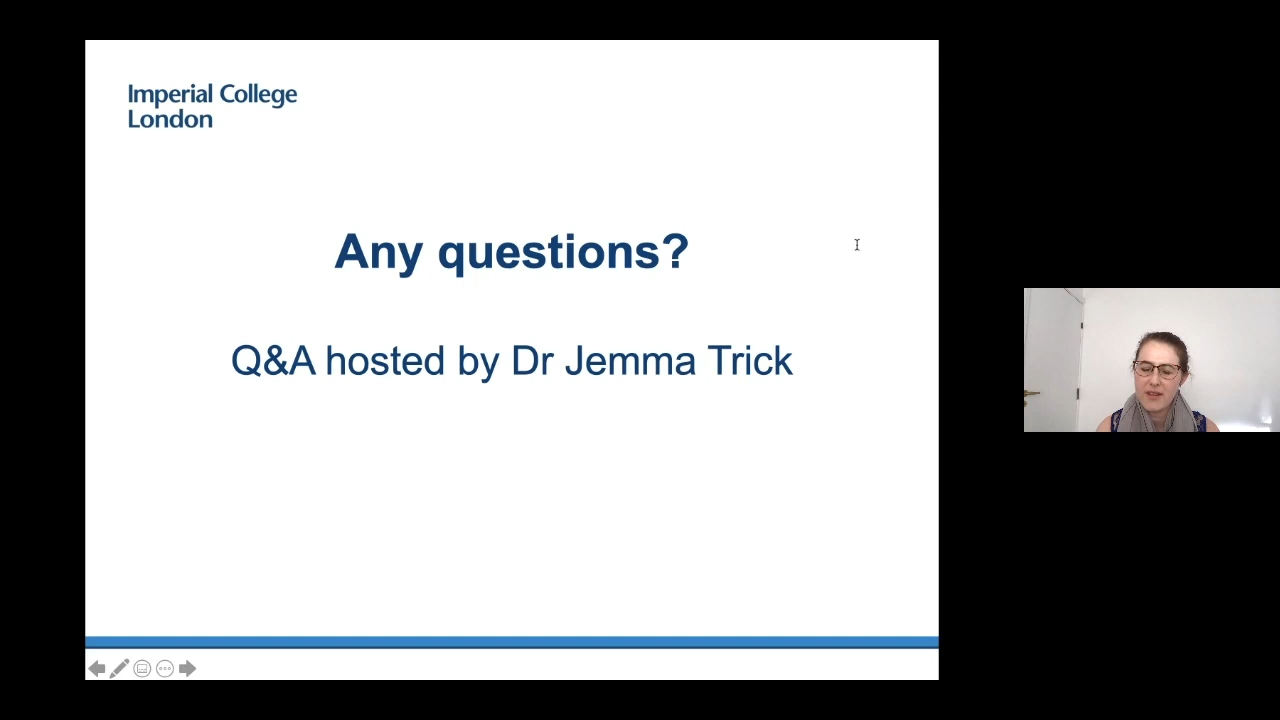 Imperial College
London
Any questions?
Q&A hosted by Dr Jemma Trick